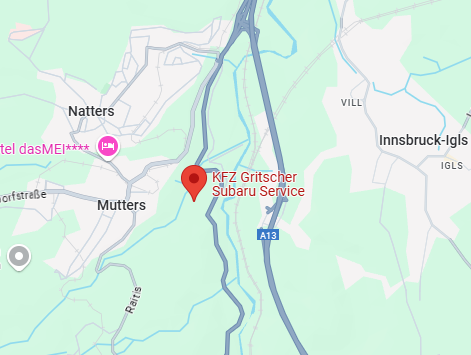 Natters
VILL
tel dasMEI****
Innsbruck-Igls
IGLS
KFZ Gritscher
Subaru Service
orfstraße
Mutters
A13
Raitis